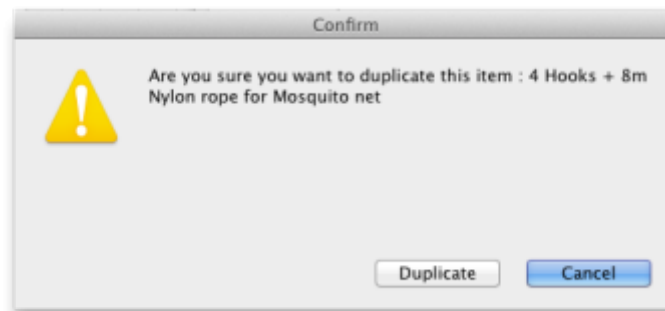 Confirm
Are you sure you want to duplicate this item : 4 Hooks + 8m
Nylon rope for Mosquito net
Duplicate
Cancel